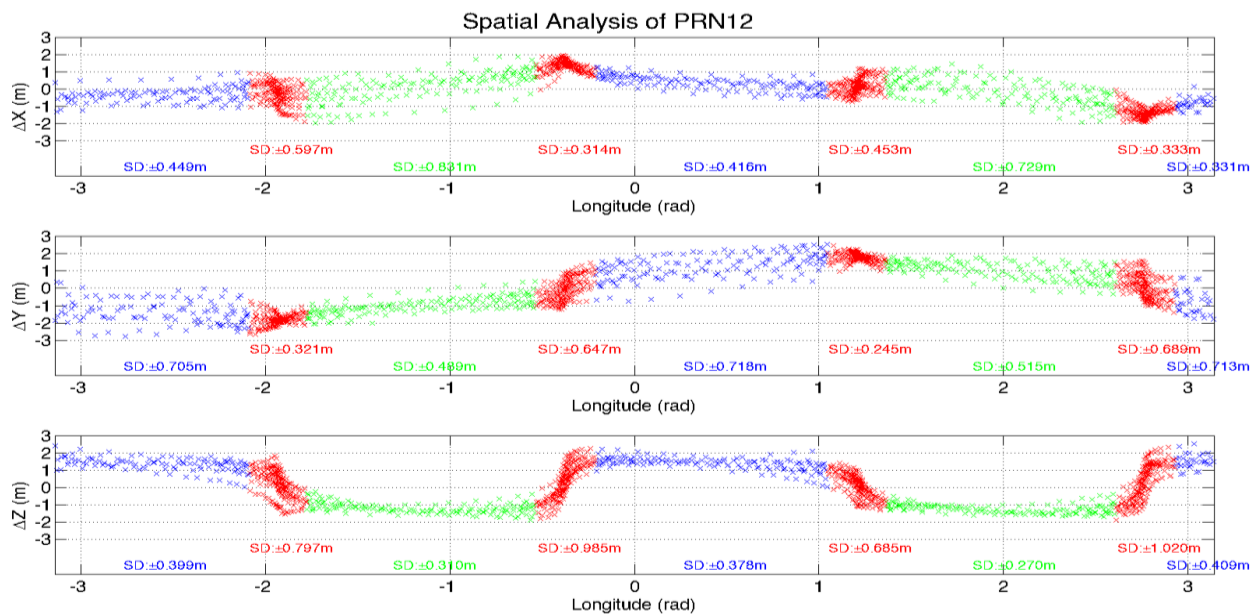 Spatial Analysis of PRN12
3
2
1
0
-1
-2
-3
ΔX (m)
SD:±0.597m SD:±0.314m SD:±0.453m SD:±0.333m
SD:±0.449m SD:±0.831m SD:±0.416m SD:±0.729m SD:±0.331m
-3 -2 -1 0 1 2 3
Longitude (rad)
3
2
1
0
-1
-2
-3
ΔY (m)
SD:±0.321m SD:±0.647m SD:±0.245m SD:±0.689m
SD:±0.705m SD:±0.489m SD:±0.718m SD:±0.515m SD:±0.713m
-3 -2 -1 0 1 2 3
Longitude (rad)
3
2
1
0
-1
-2
-3
ΔZ (m)
SD:±0.797m SD:±0.985m SD:±0.685m SD:±1.020m
SD:±0.399m SD:±0.310m SD:±0.378m SD:±0.270m SD:±0.409m
-3 -2 -1 0 1 2 3
Longitude (rad)